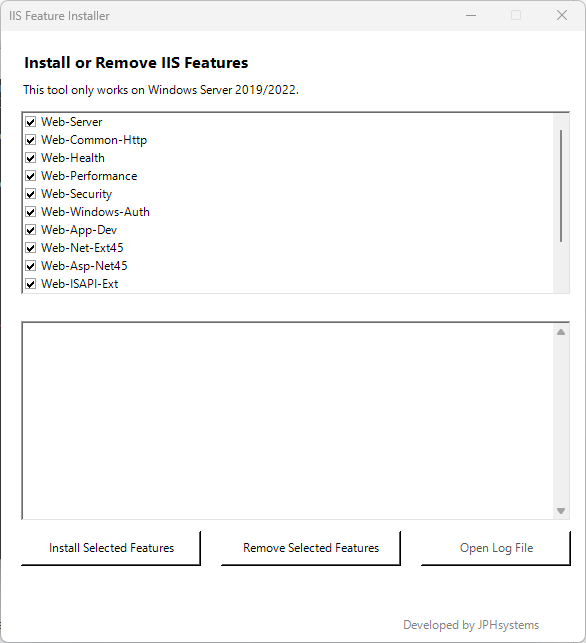 IIS Feature Installer
Install or Remove IIS Features
This tool only works on Windows Server 2019/2022.
Web-Server
Web-Common-Http
Web-Health
Web-Performance
Web-Security
Web-Windows-Auth
Web-App-Dev
Web-Net-Ext45
Web-Asp-Net45
Web-ISAPI-Ext
Install Selected Features
Remove Selected Features
Open Log File
Developed by JPHsystems